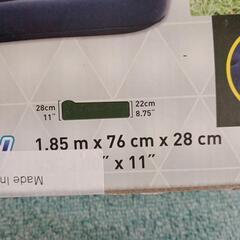 28cm
11"
22cm
8.75"
1.85 m x 76 cm x 28 cm
" x 11"
Made In